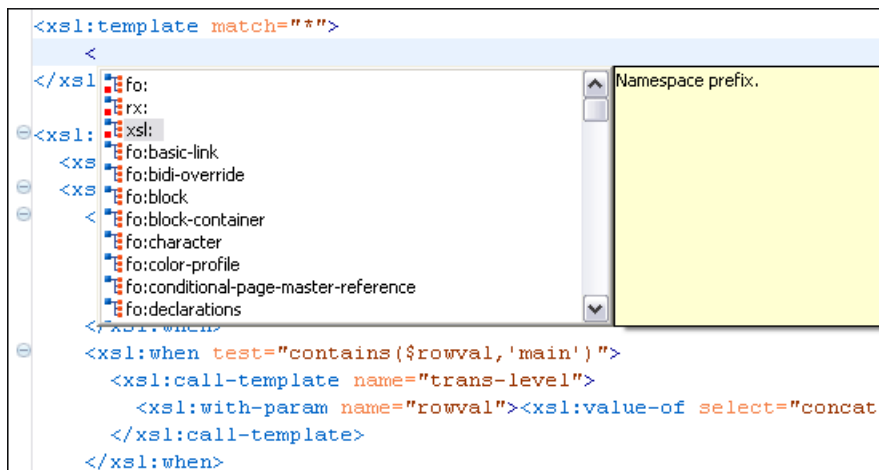 <xsl:template match="*">
<
</xsl
fo:
rx:
xsl:
fo:basic-link
fo:bidi-override
fo:block
fo:block-container
fo:character
fo:color-profile
fo:conditional-page-master-reference
fo:declarations
Namespace prefix.
<xsl:
<xs
<xs
<
</xsl:when>
<xsl:when test="contains($rowval,'main')">
<xsl:call-template name="trans-level">
<xsl:with-param name="rowval"><xsl:value-of select="concat
</xsl:call-template>
</xsl:when>